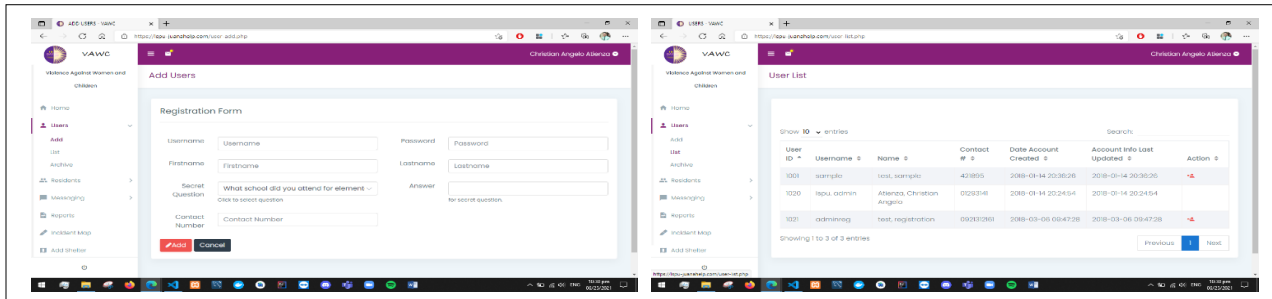 ADD USERS - VAWC
https://lspu-juanahelp.com/user-add.php
VAWC
Christian Angelo Atienza
Violence Against Women and
Children
Add Users
Home
Users
Add
List
Archive
Residents
Messaging
Reports
Incident Map
Add Shelter
Registration Form
Username
Username
Password
Password
Firstname
Firstname
Lastname
Lastname
Secret
Question
What school did you attend for element
Click to select question
Answer
for secret question.
Contact
Number
Contact Number
Add
Cancel
10:30 pm
USERS - VAWC
https://lspu-juanahelp.com/user-list.php
VAWC
Christian Angelo Atienza
Violence Against Women and
Children
User List
Home
Users
Add
List
Archive
Residents
Messaging
Reports
Incident Map
Add Shelter
Show 10 entries
Search:
User
ID
Username
Name
Contact
#
Date Account
Created
Account Info Last
Updated
Action
1001 sample test, sample 421895 2018-01-14 20:36:26 2018-01-14 20:36:26
1020 lspu_admin Atienza, Christian
Angelo
2018-01-14 20:24:54 2018-01-14 20:24:54
1021 adminreg test, registration 2018-03-06 09:47:28 2018-03-06 09:47:28
Showing 1 to 3 of 3 entries
Previous 1 Next
https://lspu-juanahelp.com/user-list.php
10:30 pm